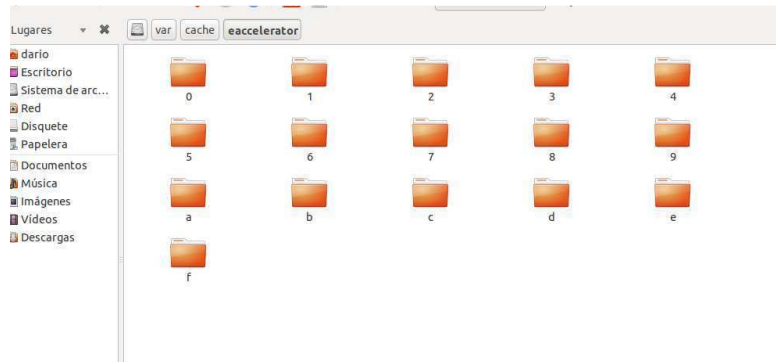 Lugares
var cache eaccelerator
dario
Escritorio
Sistema de arc...
Red
Disquete
Papelera
Documentos
Música
Imágenes
Vídeos
Descargas
0 1 2 3 4
5 6 7 8 9
a b c d e
f